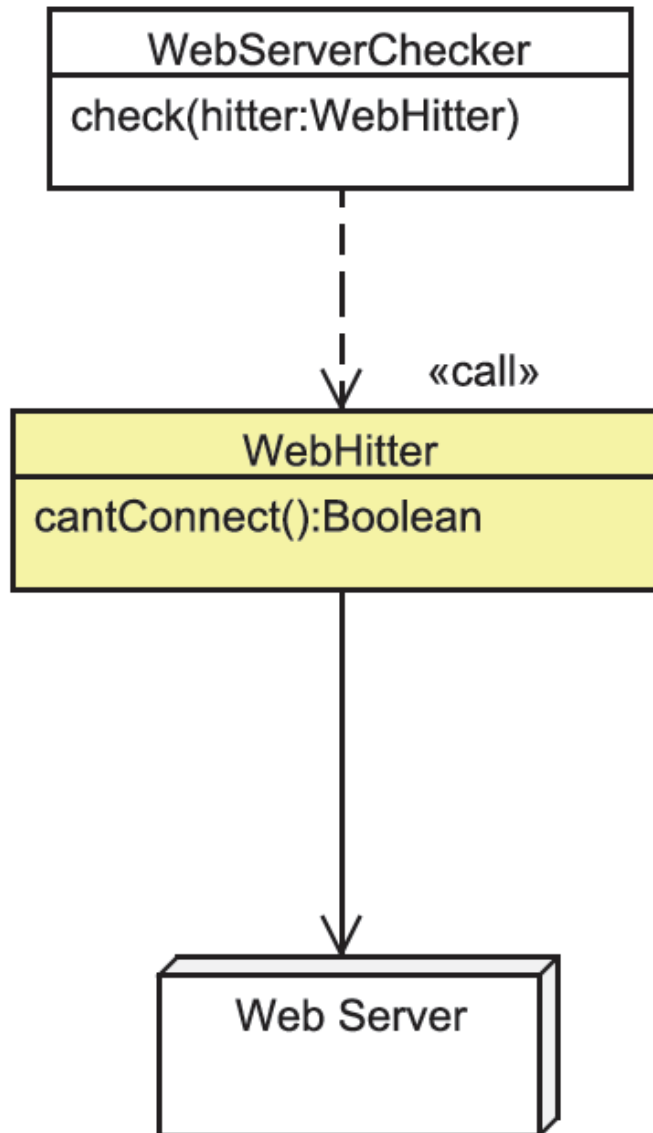 WebServerChecker
check(hitter:WebHitter)
«call»
WebHitter
cantConnect():Boolean
Web Server